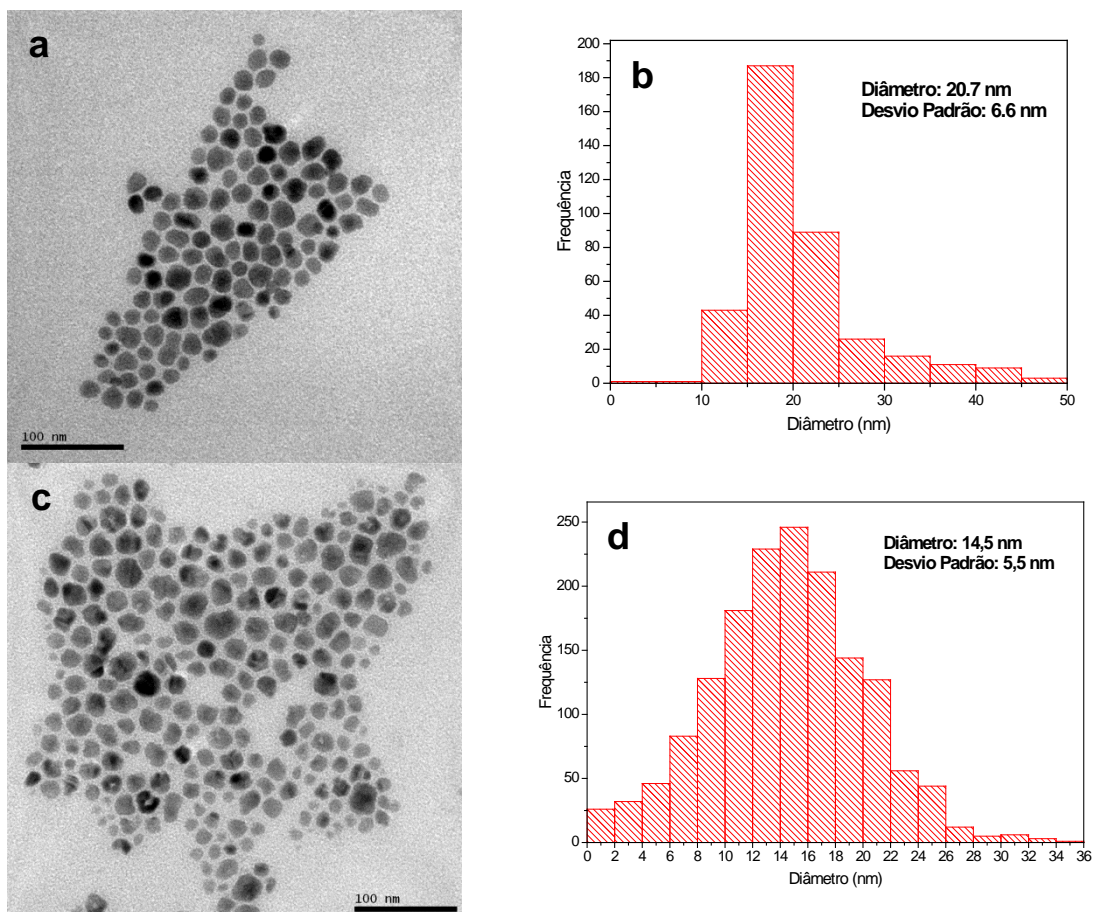 a
100 nm
b
Diâmetro: 20.7 nm
Desvio Padrão: 6.6 nm
Frequência
200
180
160
140
120
100
80
60
40
20
0
0 10 20 30 40 50
Diâmetro (nm)
c
100 nm
d
Diâmetro: 14,5 nm
Desvio Padrão: 5,5 nm
Frequência
250
200
150
100
50
0
0 2 4 6 8 10 12 14 16 18 20 22 24 26 28 30 32 34 36
Diâmetro (nm)